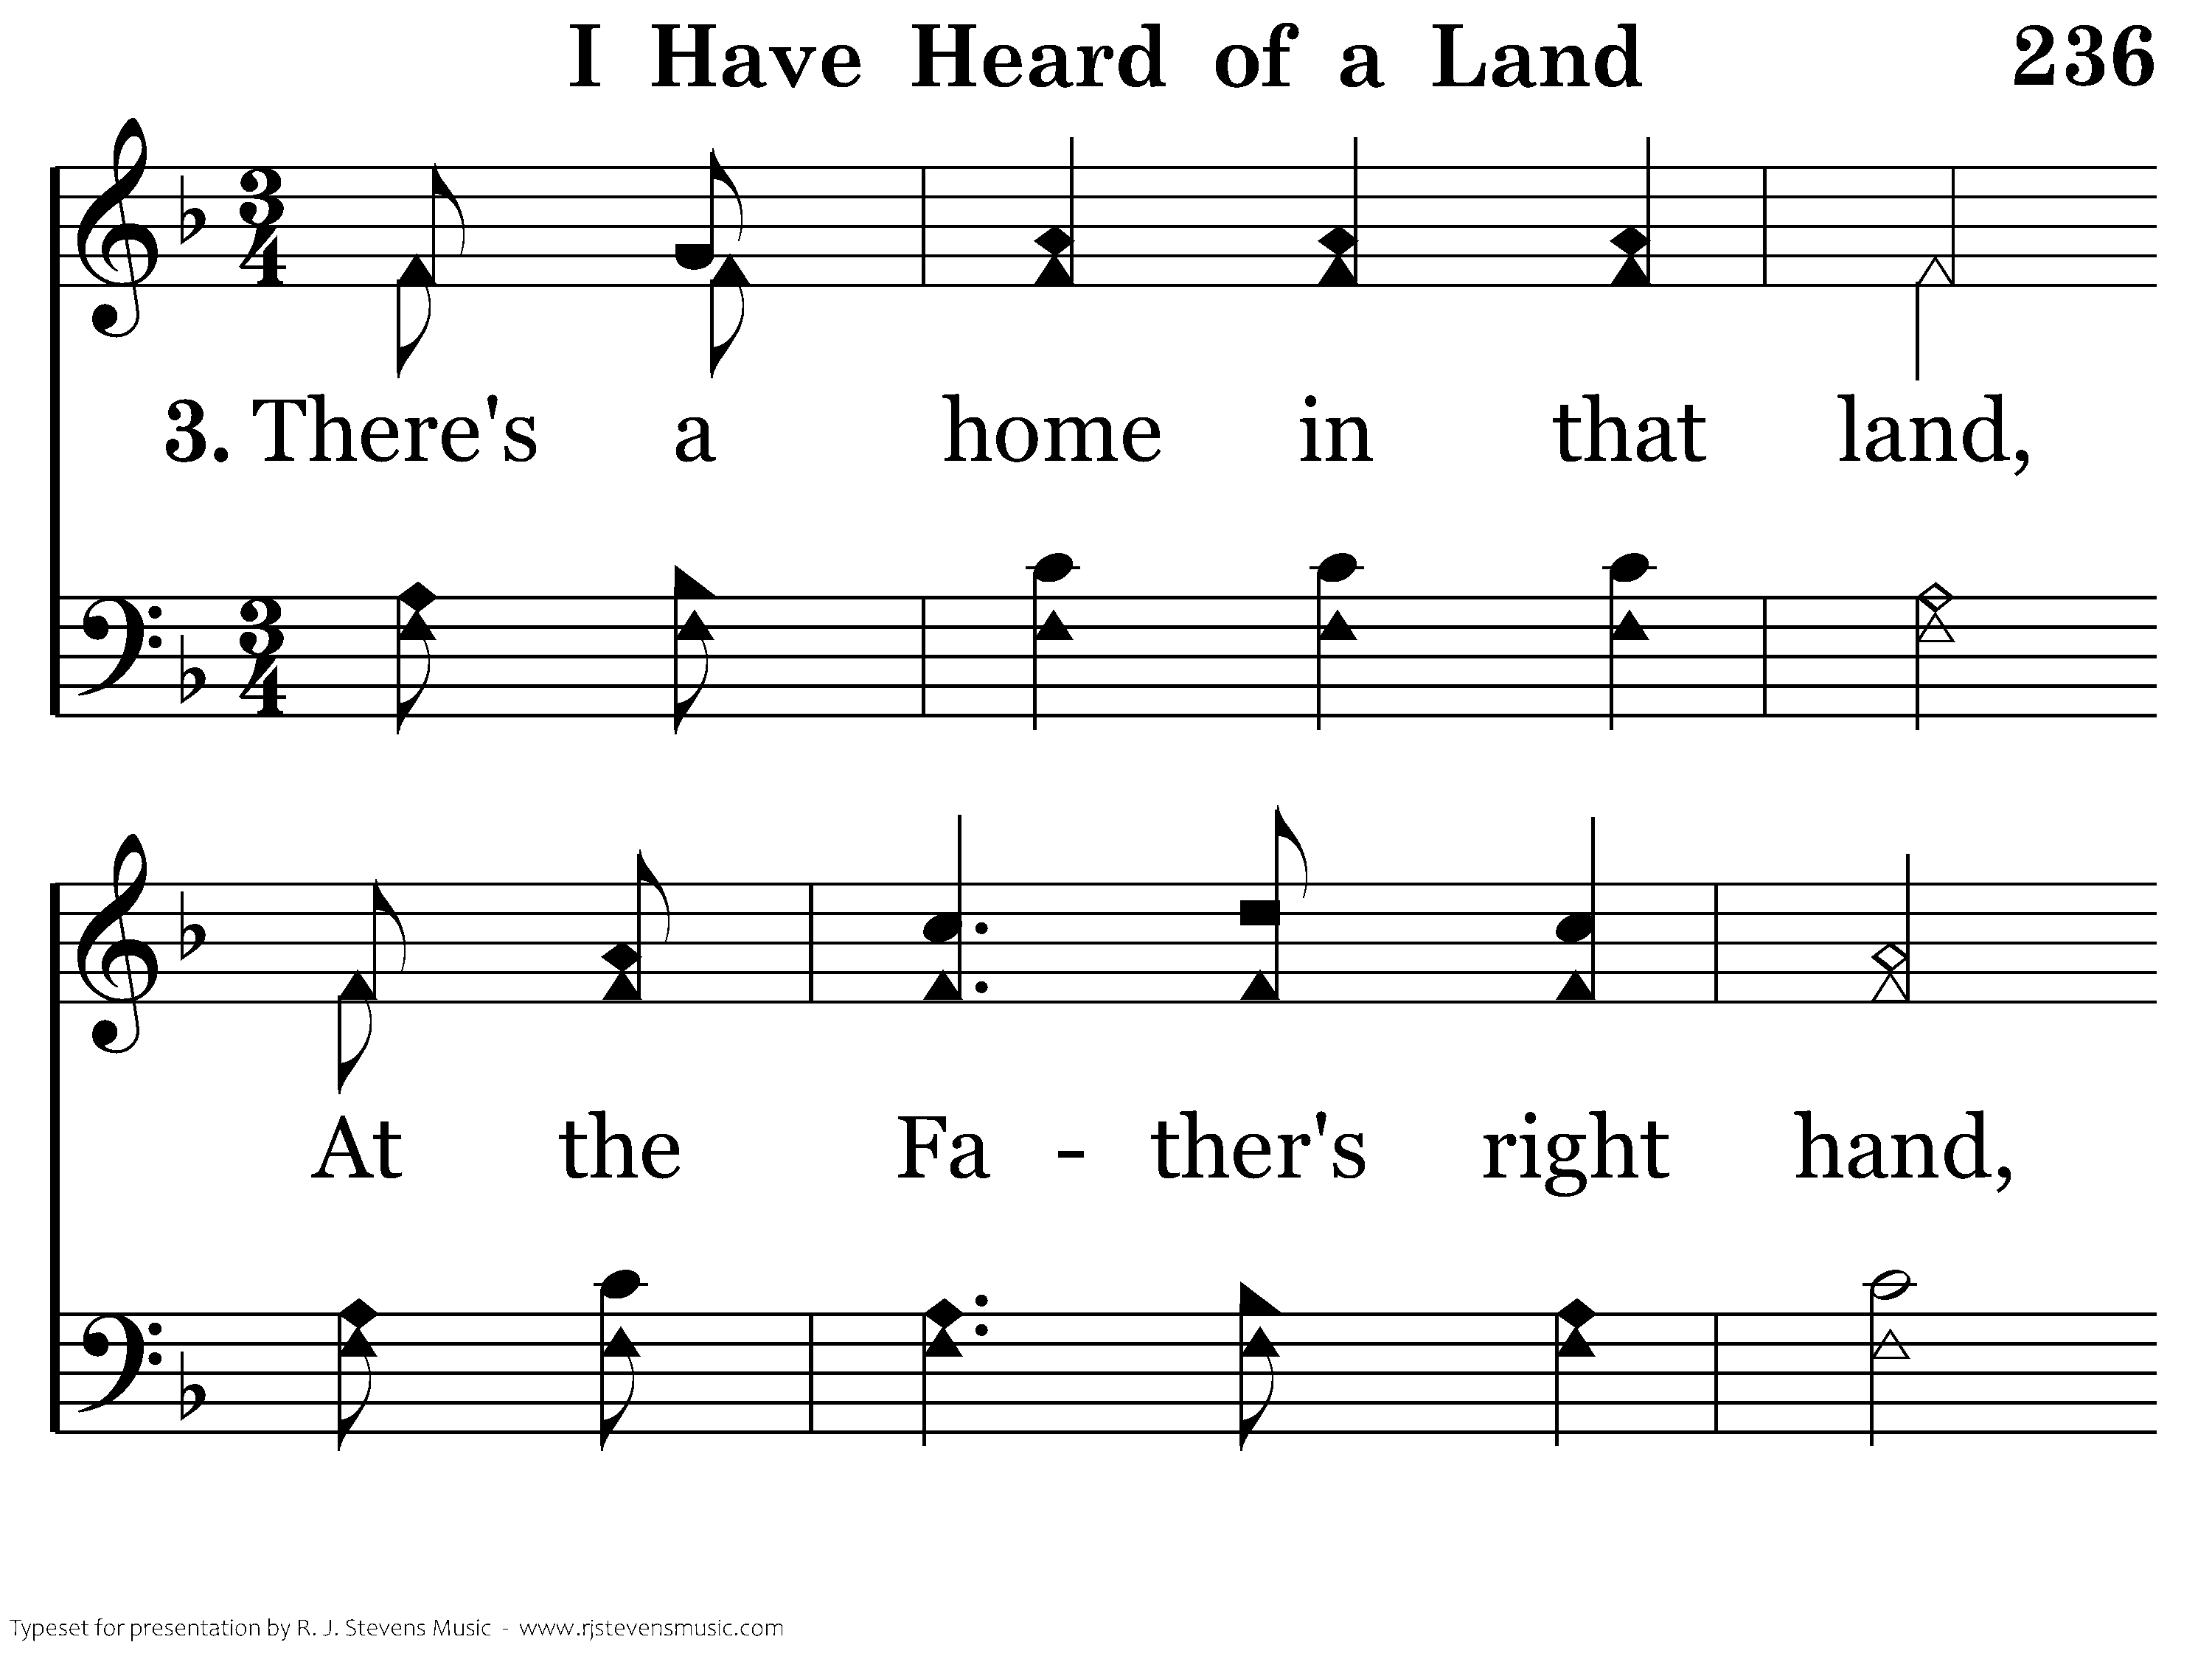 I Have Heard of a Land 236
3. There's a home in that land,
At the Fa - ther's right hand,
Typeset for presentation by R. J. Stevens Music - www.rjstevensmusic.com